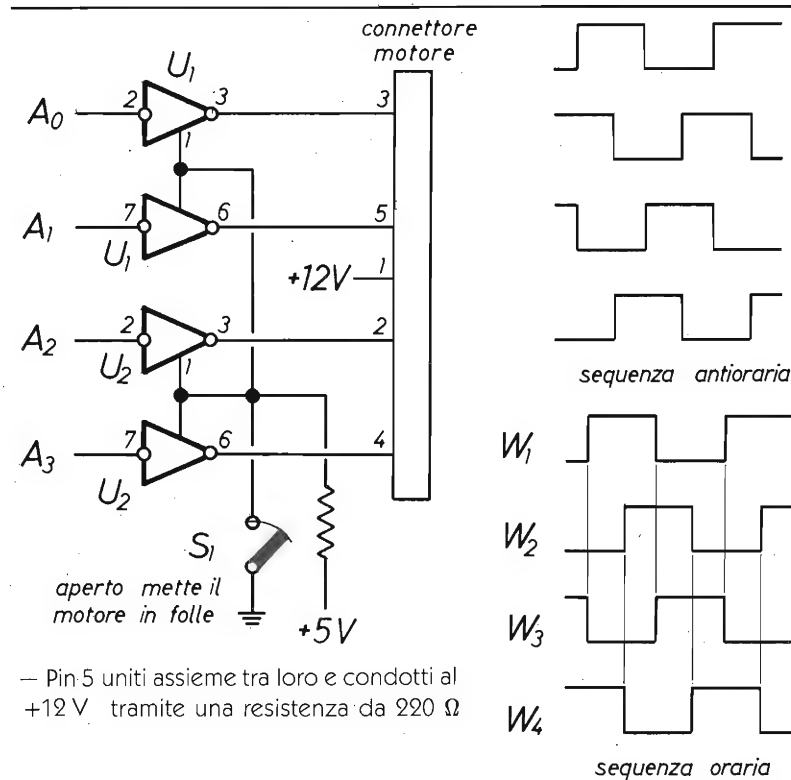 connettore
motore
U1
A0
2
3
1
3
A1
7
6
5
U1
+12V
1
A2
2
3
2
U2
1
A3
7
6
4
U2
S1
aperto mette il
motore in folle
+5V
— Pin 5 uniti assieme tra loro e condotti al
+12 V tramite una resistenza da 220 Ω
sequenza antioraria
W1
W2
W3
W4
sequenza oraria